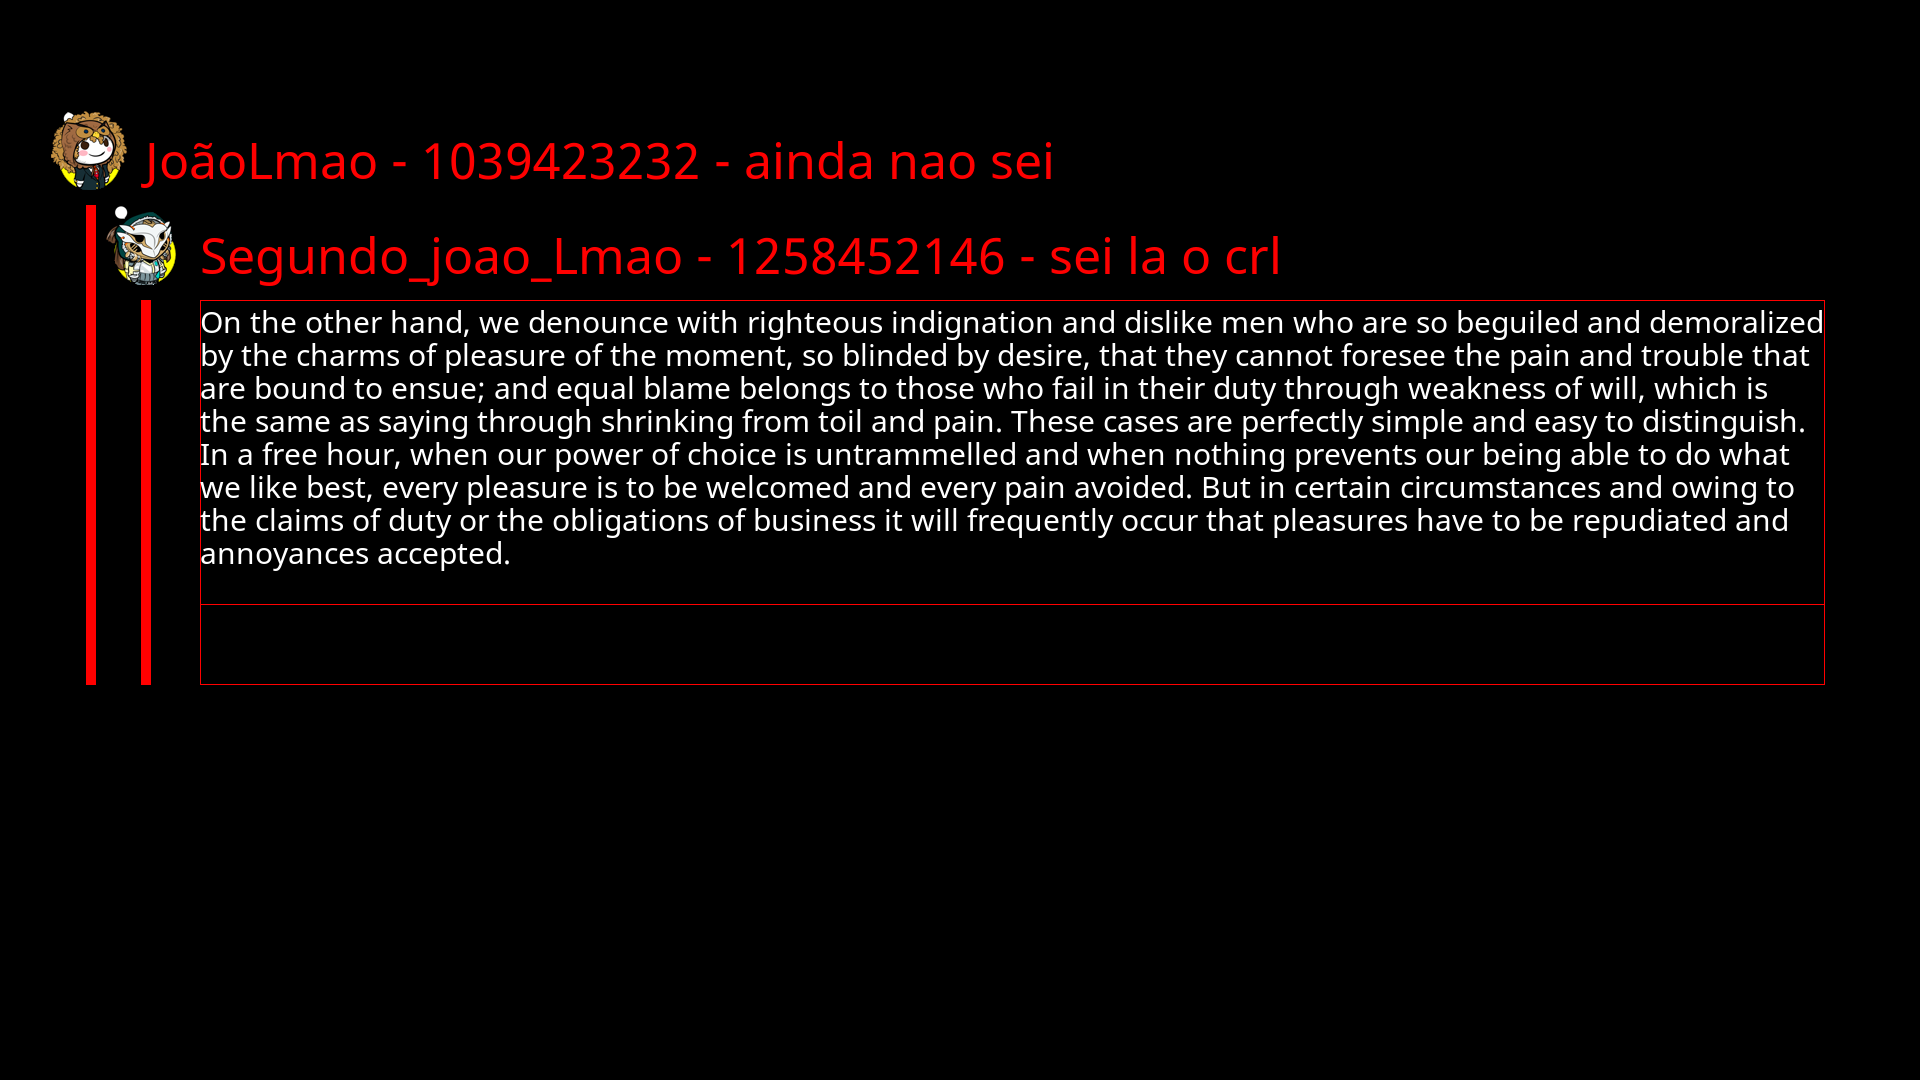 JoãoLmao - 1039423232 - ainda nao sei
Segundo_joao_Lmao - 1258452146 - sei la o crl
On the other hand, we denounce with righteous indignation and dislike men who are so beguiled and demoralized
by the charms of pleasure of the moment, so blinded by desire, that they cannot foresee the pain and trouble that
are bound to ensue; and equal blame belongs to those who fail in their duty through weakness of will, which is
the same as saying through shrinking from toil and pain. These cases are perfectly simple and easy to distinguish.
In a free hour, when our power of choice is untrammelled and when nothing prevents our being able to do what
we like best, every pleasure is to be welcomed and every pain avoided. But in certain circumstances and owing to
the claims of duty or the obligations of business it will frequently occur that pleasures have to be repudiated and
annoyances accepted.